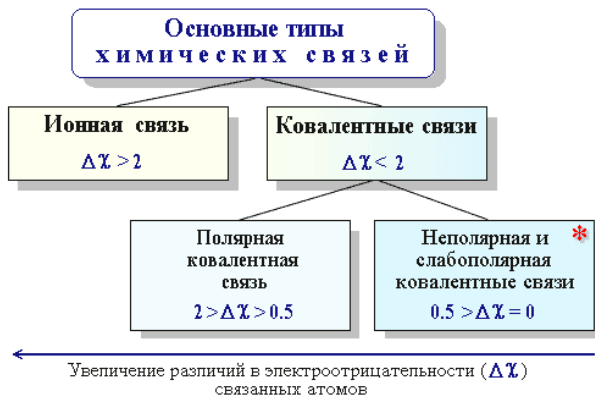 Основные типы
химических связей
Ионная связь
Δχ > 2
Ковалентные связи
Δχ < 2
Полярная
ковалентная
связь
2 > Δχ > 0.5
Неполярная и *
слабополярная
ковалентные связи
0.5 > Δχ = 0
Увеличение различий в электроотрицательности (Δχ)
связанных атомов